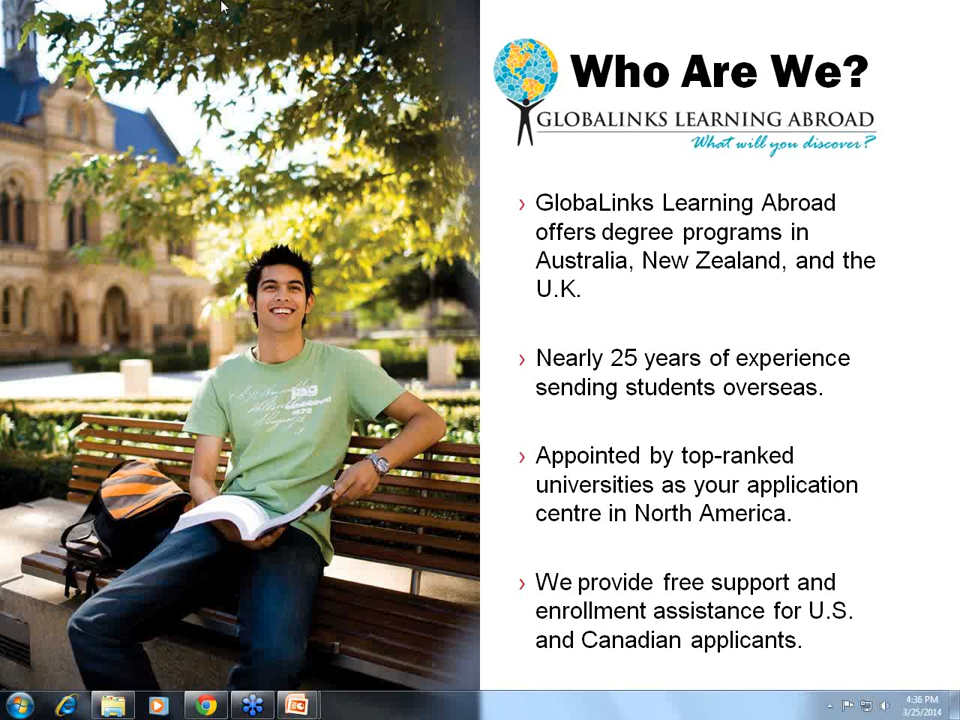 Who Are We?
GLOBALINKS LEARNING ABROAD
What will you discover?
› GlobaLinks Learning Abroad
offers degree programs in
Australia, New Zealand, and the
U.K.
› Nearly 25 years of experience
sending students overseas.
› Appointed by top-ranked
universities as your application
centre in North America.
› We provide free support and
enrollment assistance for U.S.
and Canadian applicants.
1972
4:36 PM
3/25/2014